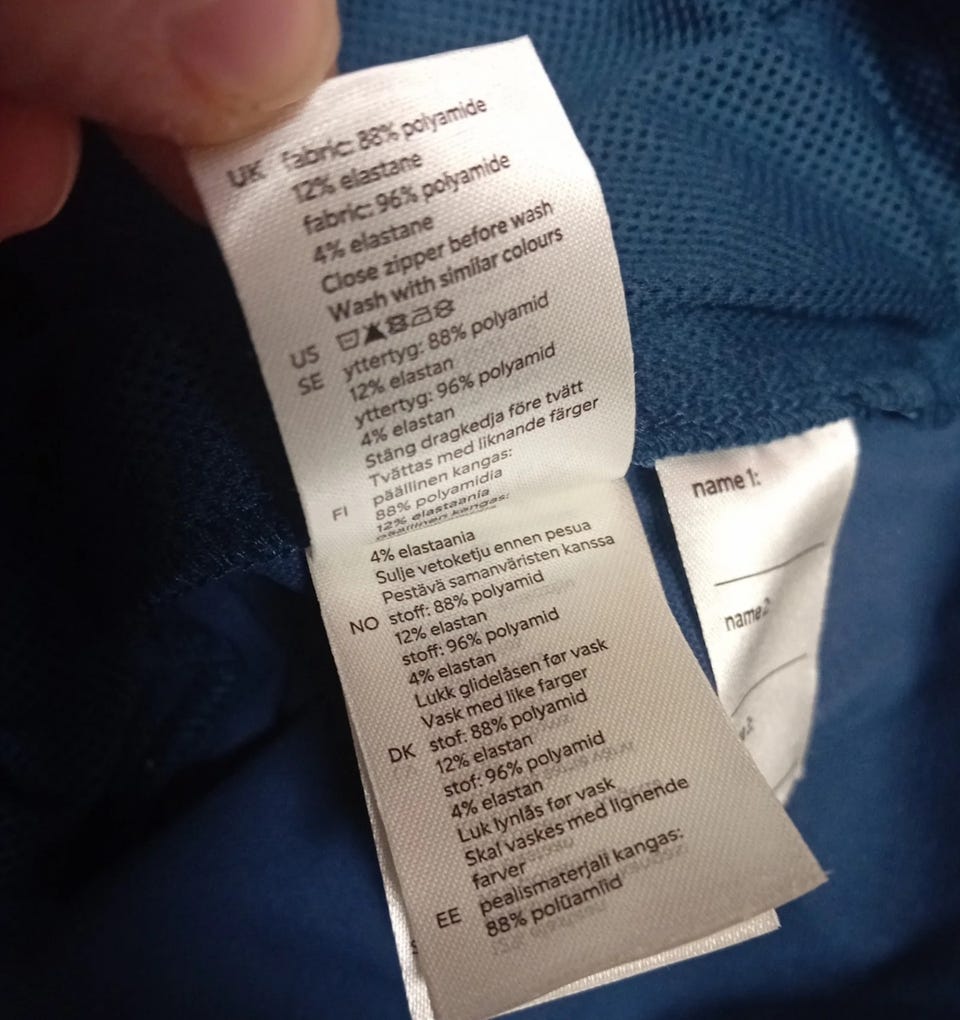 UK fabric: 88% polyamide
12% elastane
fabric: 96% polyamide
4% elastane
Close zipper before wash
Wash with similar colours
US
SE yttertyg: 88% polyamid
12% elastan
yttertyg: 96% polyamid
4% elastan
Stäng dragkedja före tvätt
Tvättas med liknande färger
FI päällinen kangas:
88% polyamidia
12% elastaania
päällinen kangas:
4% elastaania
Sulje vetoketju ennen pesua
Pestävä samanväristen kanssa
NO stoff: 88% polyamid
12% elastan
stoff: 96% polyamid
4% elastan
Lukk glidelåsen før vask
Vask med like farger
DK stof: 88% polyamid
12% elastan
stof: 96% polyamid
4% elastan
Luk lynlås før vask
Skal vaskes med lignende
farver
EE pealismaterjali kangas:
88% polüamiid
name 1:
name 2